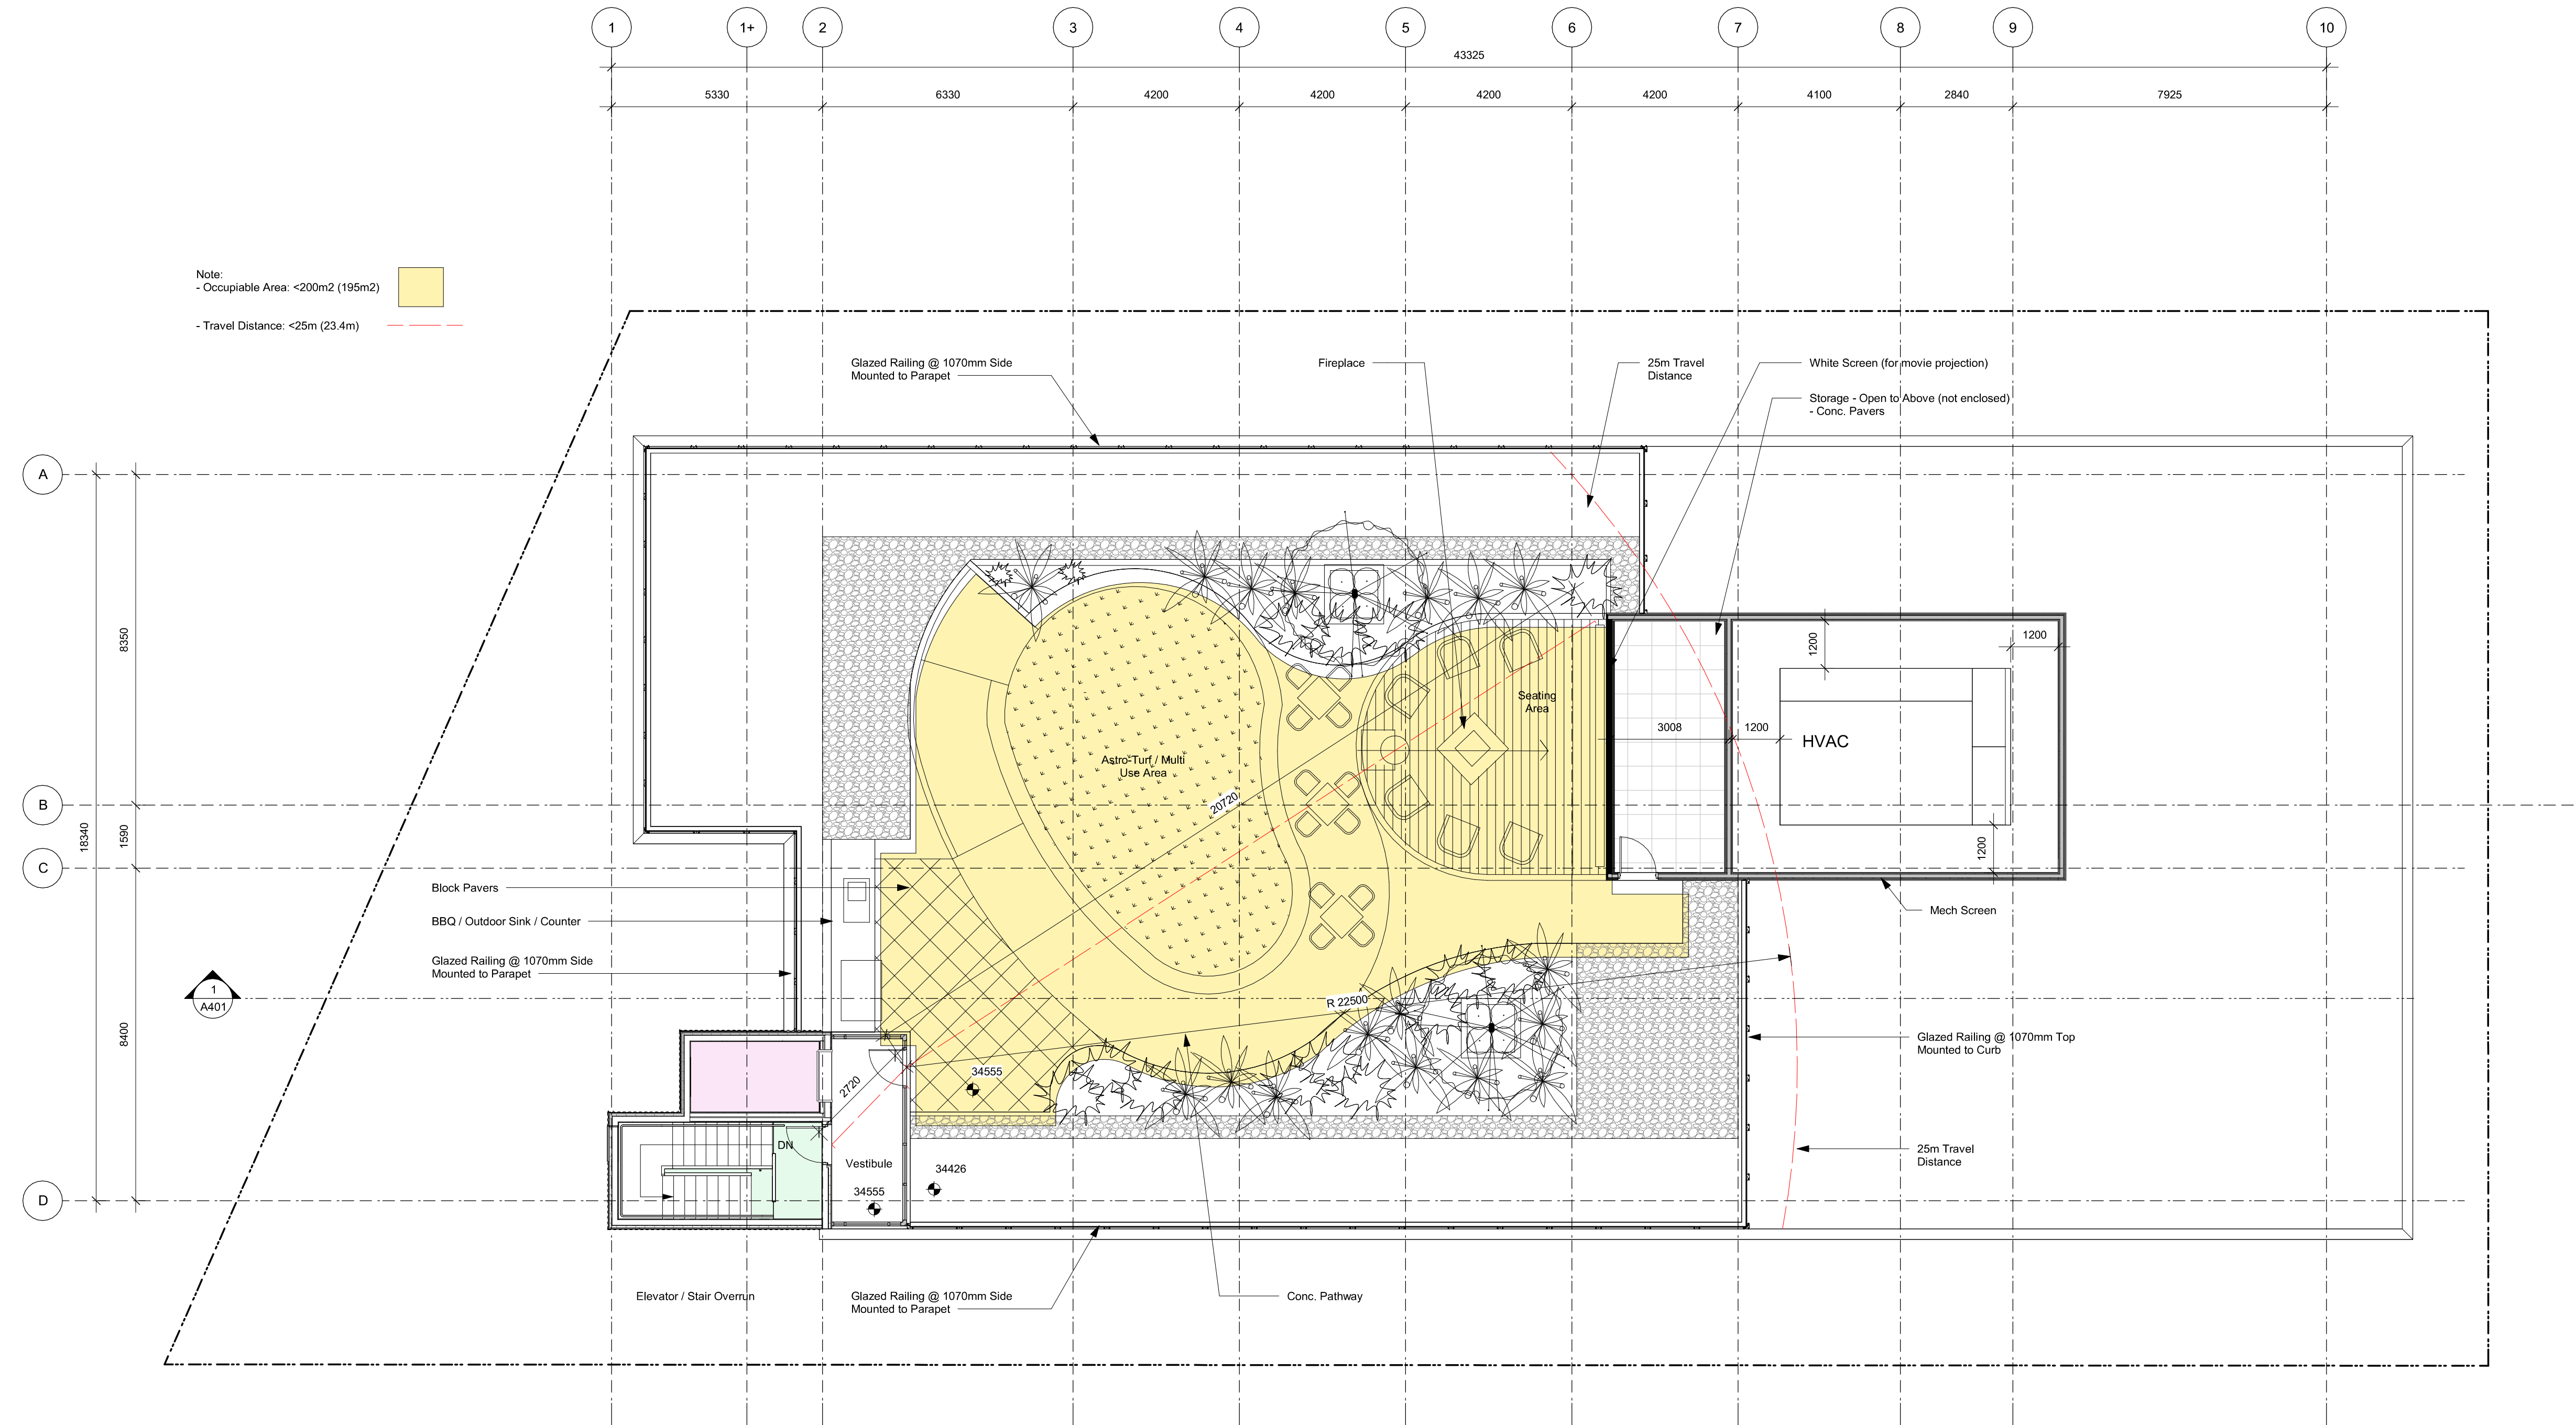 1
1+
2
3
4
5
6
7
8
9
10
43325
5330
6330
4200
4200
4200
4200
4100
2840
7925
Note:
- Occupiable Area: <200m2 (195m2)
- Travel Distance: <25m (23.4m)
Glazed Railing @ 1070mm Side
Mounted to Parapet
Fireplace
25m Travel
Distance
White Screen (for movie projection)
Storage - Open to Above (not enclosed)
- Conc. Pavers
A
8350
1200
1200
Seating
Area
3008
1200
HVAC
Astro-Turf / Multi
Use Area
20720
B
18340
1590
1200
C
Block Pavers
BBQ / Outdoor Sink / Counter
Mech Screen
Glazed Railing @ 1070mm Side
Mounted to Parapet
1
A401
R 22500
8400
Glazed Railing @ 1070mm Top
Mounted to Curb
34555
2720
DN
25m Travel
Distance
Vestibule
34426
34555
D
Elevator / Stair Overrun
Glazed Railing @ 1070mm Side
Mounted to Parapet
Conc. Pathway